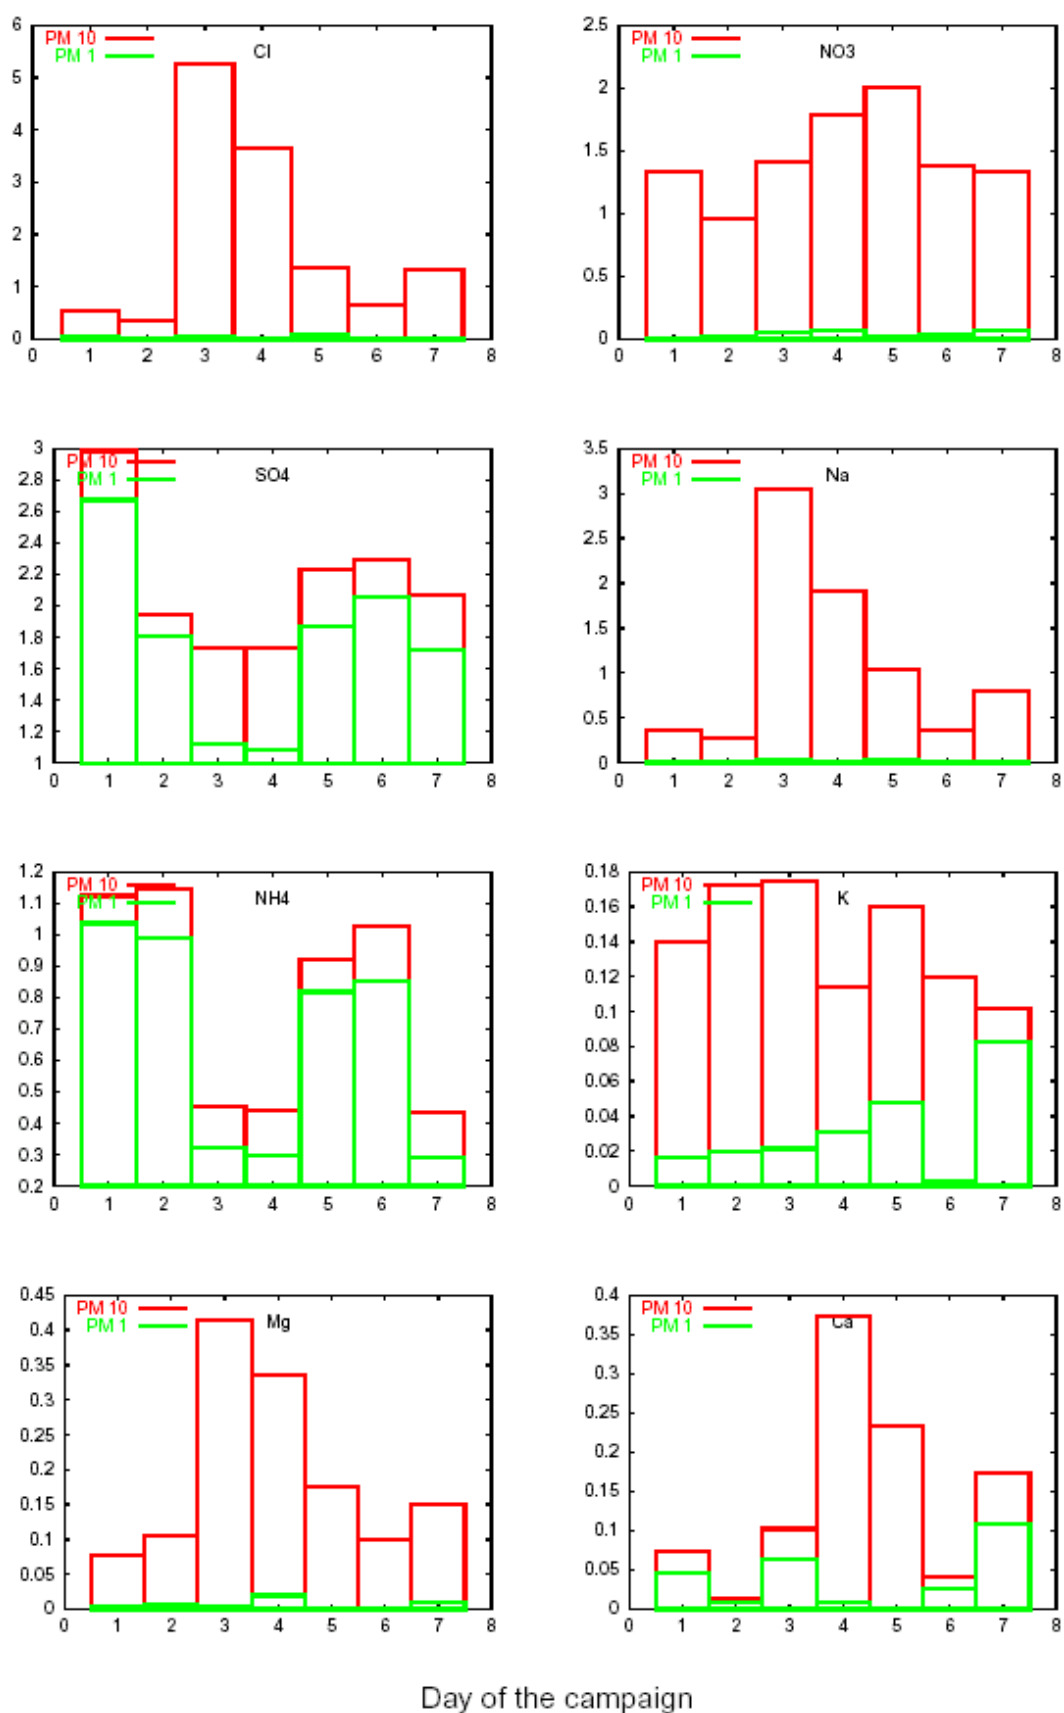 6
5
4
3
2
1
0
PM 10
PM 1
Cl
0 1 2 3 4 5 6 7 8
2.5
2
1.5
1
0.5
0
PM 10
PM 1
NO3
0 1 2 3 4 5 6 7 8
3
2.8
2.6
2.4
2.2
2
1.8
1.6
1.4
1.2
1
PM 10
PM 1
SO4
0 1 2 3 4 5 6 7 8
3.5
3
2.5
2
1.5
1
0.5
0
PM 10
PM 1
Na
0 1 2 3 4 5 6 7 8
1.2
1.1
1
0.9
0.8
0.7
0.6
0.5
0.4
0.3
0.2
PM 10
PM 1
NH4
0 1 2 3 4 5 6 7 8
0.18
0.16
0.14
0.12
0.1
0.08
0.06
0.04
0.02
0
PM 10
PM 1
K
0 1 2 3 4 5 6 7 8
0.45
0.4
0.35
0.3
0.25
0.2
0.15
0.1
0.05
0
PM 10
PM 1
Mg
0 1 2 3 4 5 6 7 8
0.4
0.35
0.3
0.25
0.2
0.15
0.1
0.05
0
PM 10
PM 1
Ca
0 1 2 3 4 5 6 7 8
Day of the campaign